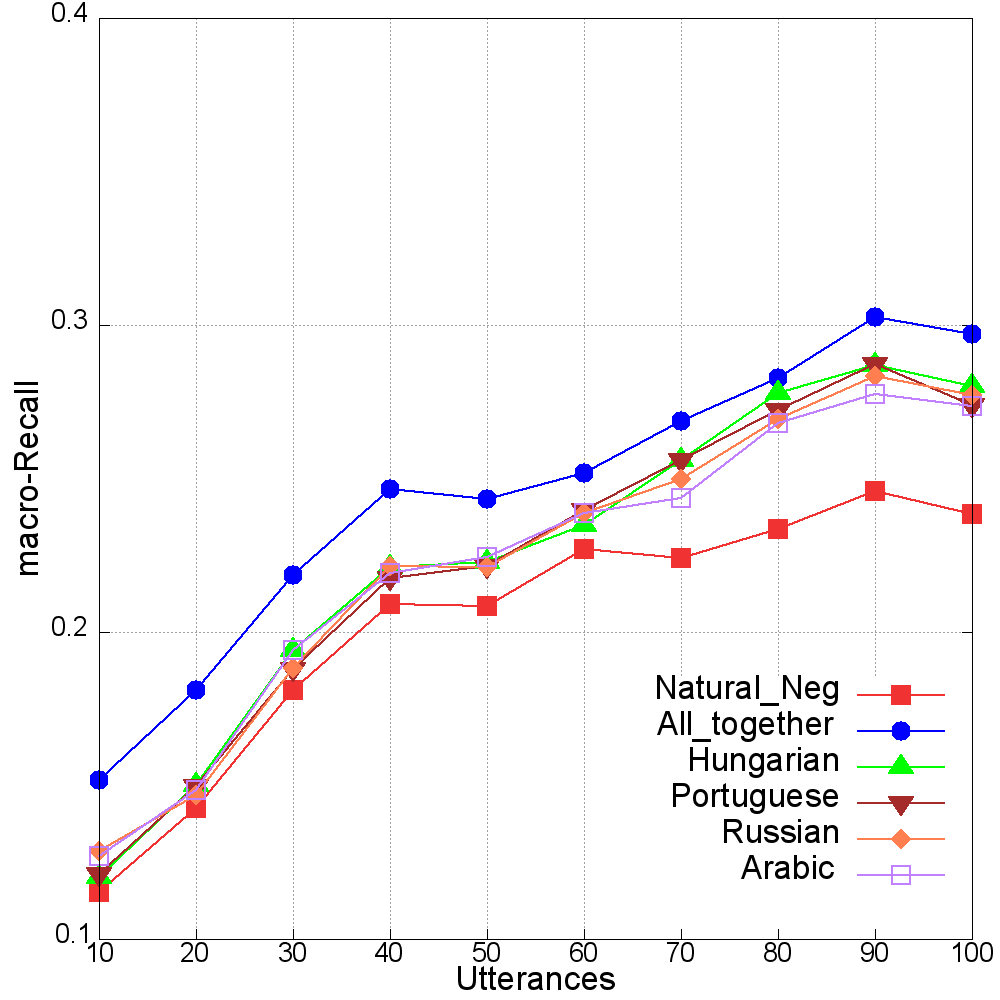 0.4
0.3
0.2
0.1
macro-Recall
Natural_Neg
All_together
Hungarian
Portuguese
Russian
Arabic
10 20 30 40 50 60 70 80 90 100
Utterances